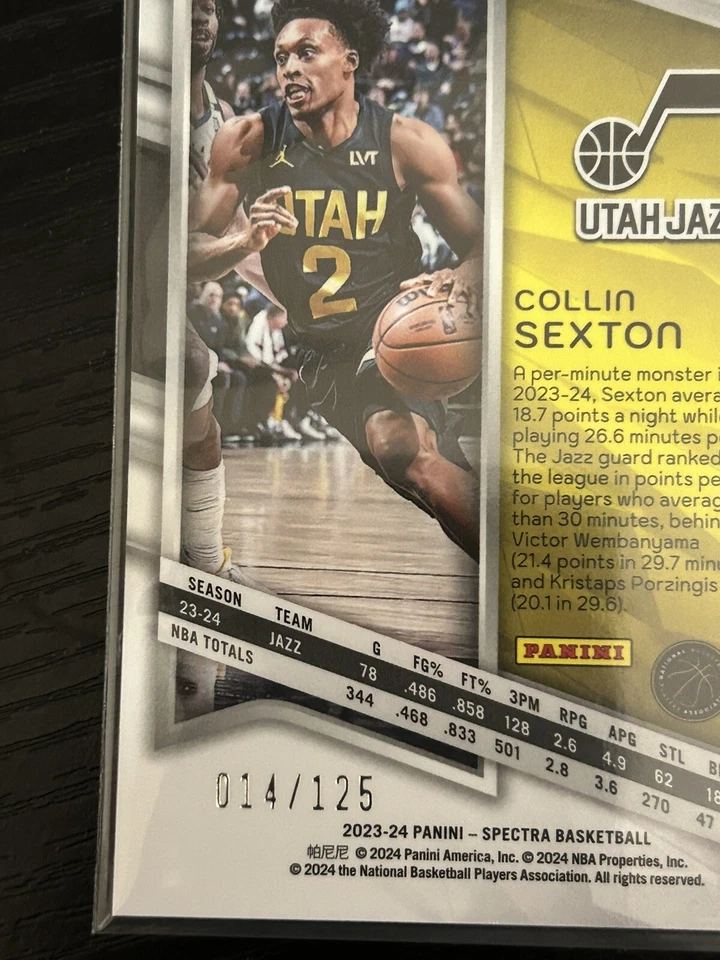 LVT
UTAH
2
UTAH JAZ
COLLIN
SEXTON
A per-minute monster i
2023-24, Sexton avera
18.7 points a night whil
playing 26.6 minutes p
The Jazz guard ranked
the league in points pe
for players who averag
than 30 minutes, behin
Victor Wembanyama
(21.4 points in 29.7 minu
and Kristaps Porzingis
(20.1 in 29.6).
PANINI
SEASON TEAM G FG% FT% 3PM RPG APG STL B
23-24 JAZZ 78 .486 .858 128 2.6 4.9 62 18
NBA TOTALS 344 .468 .833 501 2.8 3.6 270 47
014/125
2023-24 PANINI – SPECTRA BASKETBALL
帕尼尼 © 2024 Panini America, Inc. © 2024 NBA Properties, Inc.
© 2024 the National Basketball Players Association. All rights reserved.